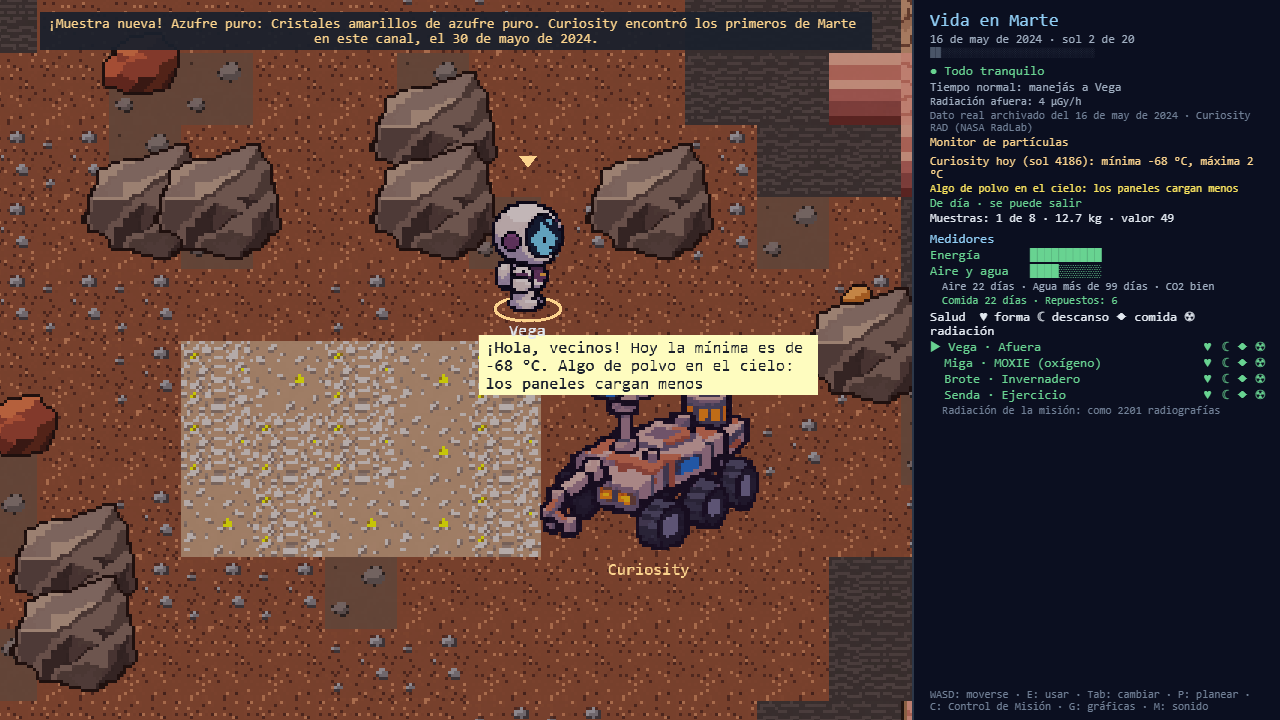 ¡Muestra nueva! Azufre puro: Cristales amarillos de azufre puro. Curiosity encontró los primeros de Marte
en este canal, el 30 de mayo de 2024.
Vega
¡Hola, vecinos! Hoy la mínima es de
-68 °C. Algo de polvo en el cielo:
los paneles cargan menos
Curiosity
Vida en Marte
16 de may de 2024 · sol 2 de 20
● Todo tranquilo
Tiempo normal: manejás a Vega
Radiación afuera: 4 µGy/h
Dato real archivado del 16 de may de 2024 · Curiosity
RAD (NASA RadLab)
Monitor de partículas
Curiosity hoy (sol 4186): mínima -68 °C, máxima 2
°C
Algo de polvo en el cielo: los paneles cargan menos
De día · se puede salir
Muestras: 1 de 8 · 12.7 kg · valor 49
Medidores
Energía
Aire y agua
Aire 22 días · Agua más de 99 días · CO2 bien
Comida 22 días · Repuestos: 6
Salud ♥ forma ☾ descanso ◆ comida ☢
radiación
▶ Vega · Afuera ♥ ☾ ◆ ☢
Miga · MOXIE (oxígeno) ♥ ☾ ◆ ☢
Brote · Invernadero ♥ ☾ ◆ ☢
Senda · Ejercicio ♥ ☾ ◆ ☢
Radiación de la misión: como 2201 radiografías
WASD: moverse · E: usar · Tab: cambiar · P: planear ·
C: Control de Misión · G: gráficas · M: sonido